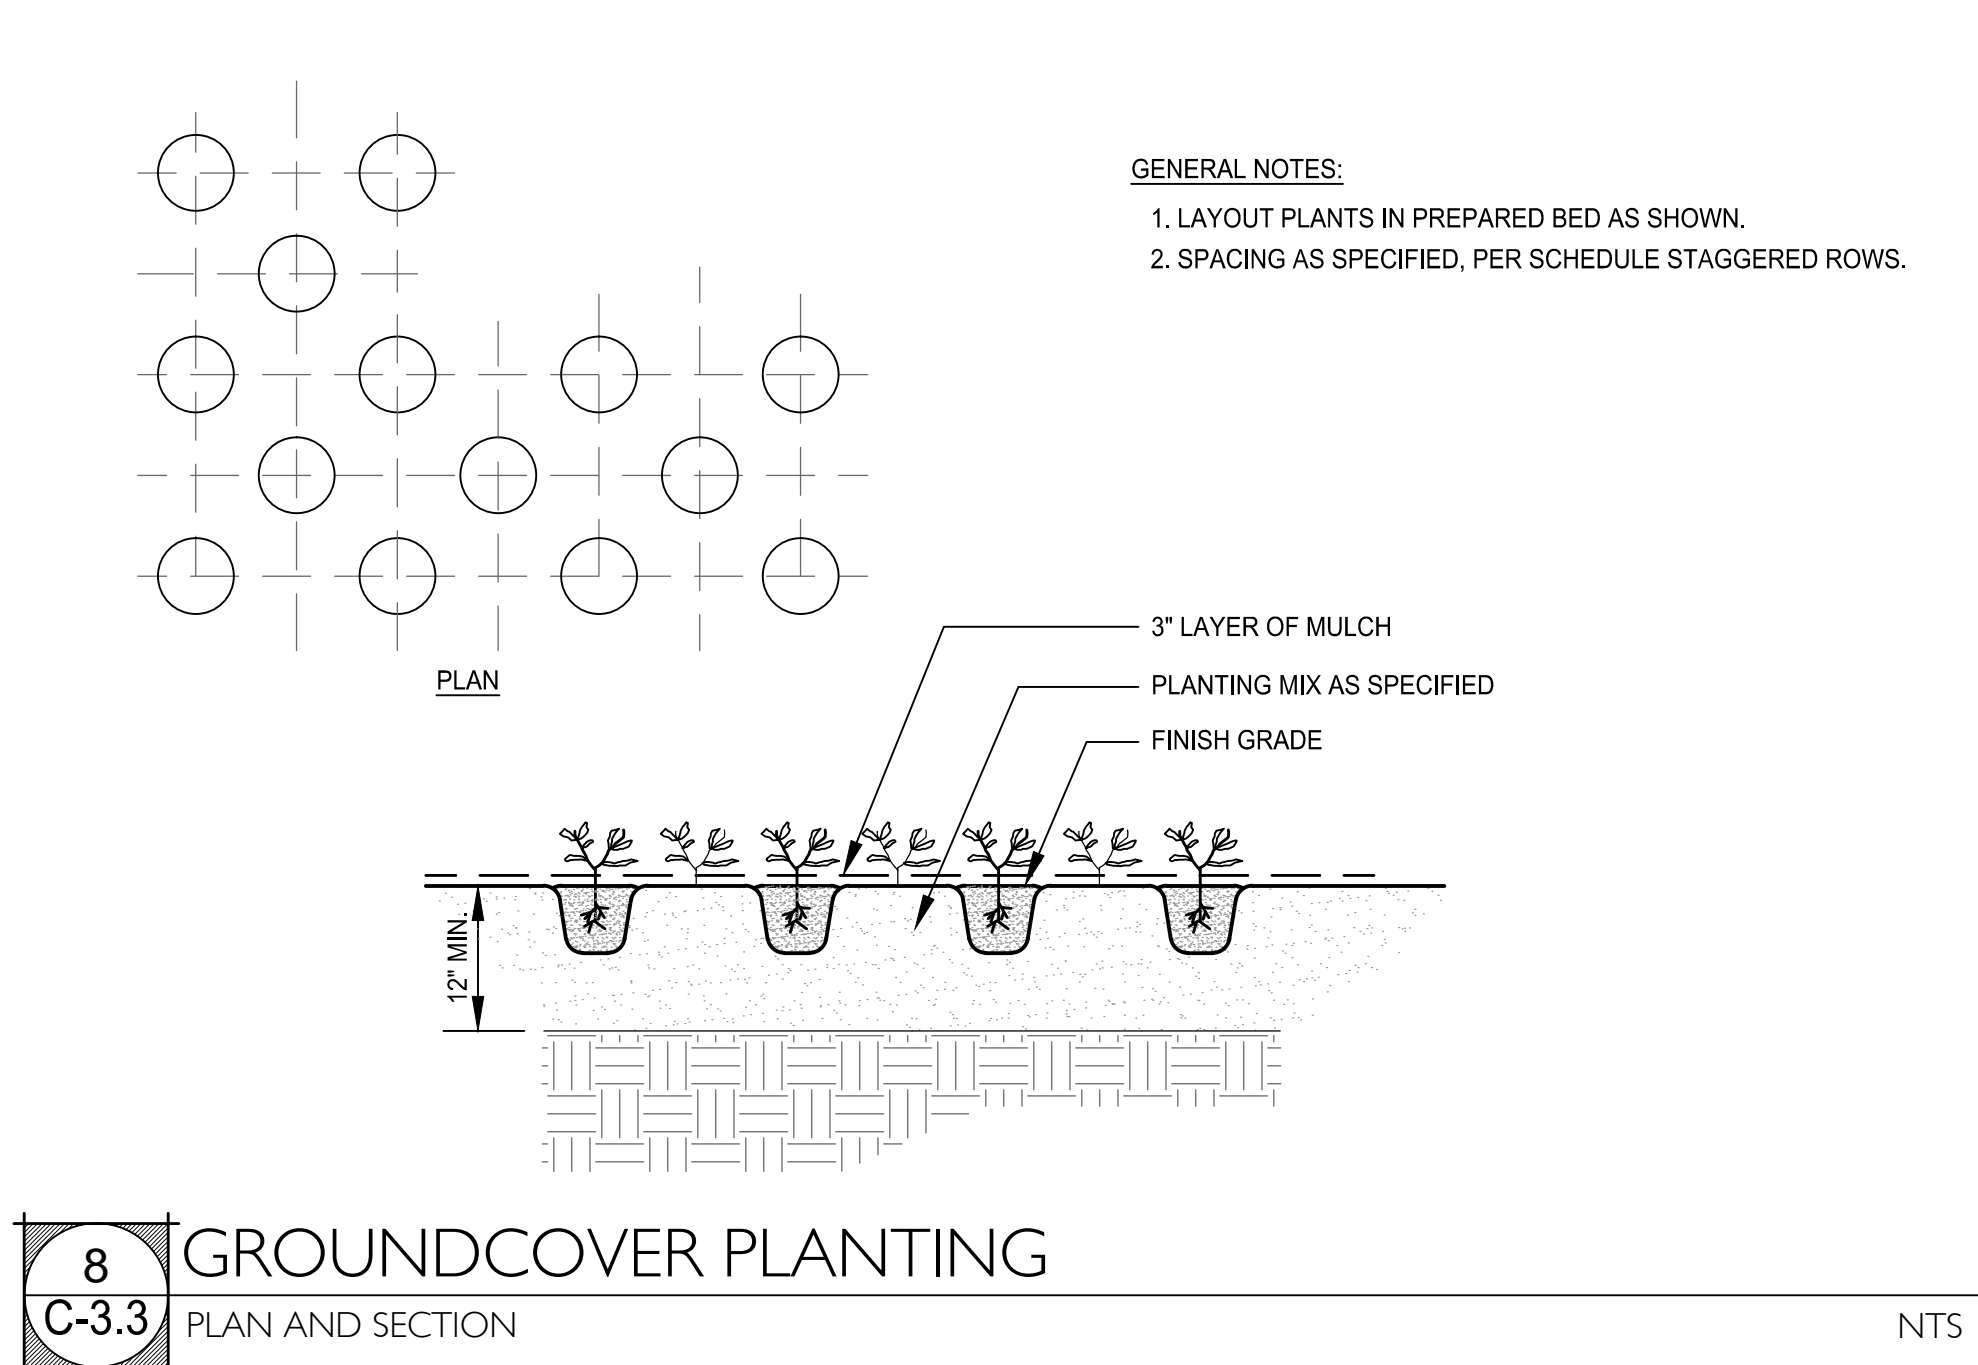 GENERAL NOTES:
1. LAYOUT PLANTS IN PREPARED BED AS SHOWN.
2. SPACING AS SPECIFIED, PER SCHEDULE STAGGERED ROWS.
PLAN
3" LAYER OF MULCH
PLANTING MIX AS SPECIFIED
FINISH GRADE
12" MIN.
8
C-3.3
GROUNDCOVER PLANTING
PLAN AND SECTION
NTS